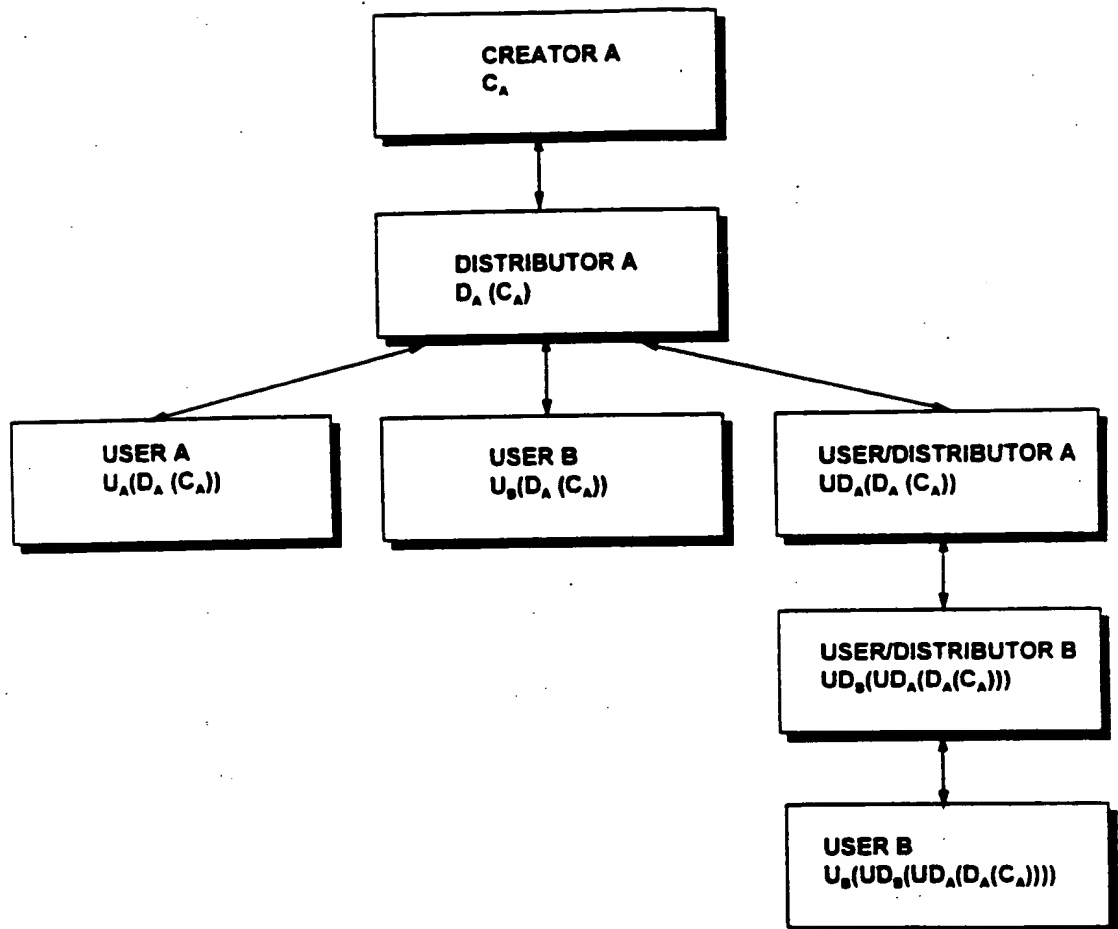 CREATOR A
C_A
DISTRIBUTOR A
D_A (C_A)
USER A
U_A(D_A (C_A))
USER B
U_B(D_A (C_A))
USER/DISTRIBUTOR A
UD_A(D_A (C_A))
USER/DISTRIBUTOR B
UD_B(UD_A(D_A(C_A)))
USER B
U_B(UD_B(UD_A(D_A(C_A))))